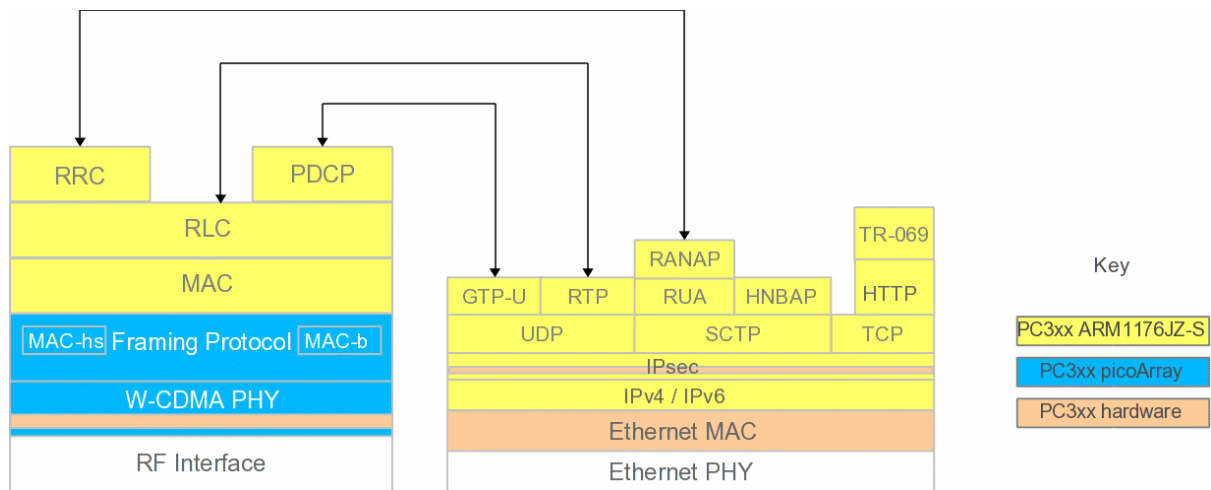 RRC
PDCP
RLC
MAC
MAC-hs Framing Protocol MAC-b
W-CDMA PHY
RF Interface
TR-069
RANAP
GTP-U RTP RUA HNBAP HTTP
UDP SCTP TCP
IPsec
IPv4 / IPv6
Ethernet MAC
Ethernet PHY
Key
PC3xx ARM1176JZ-S
PC3xx picoArray
PC3xx hardware